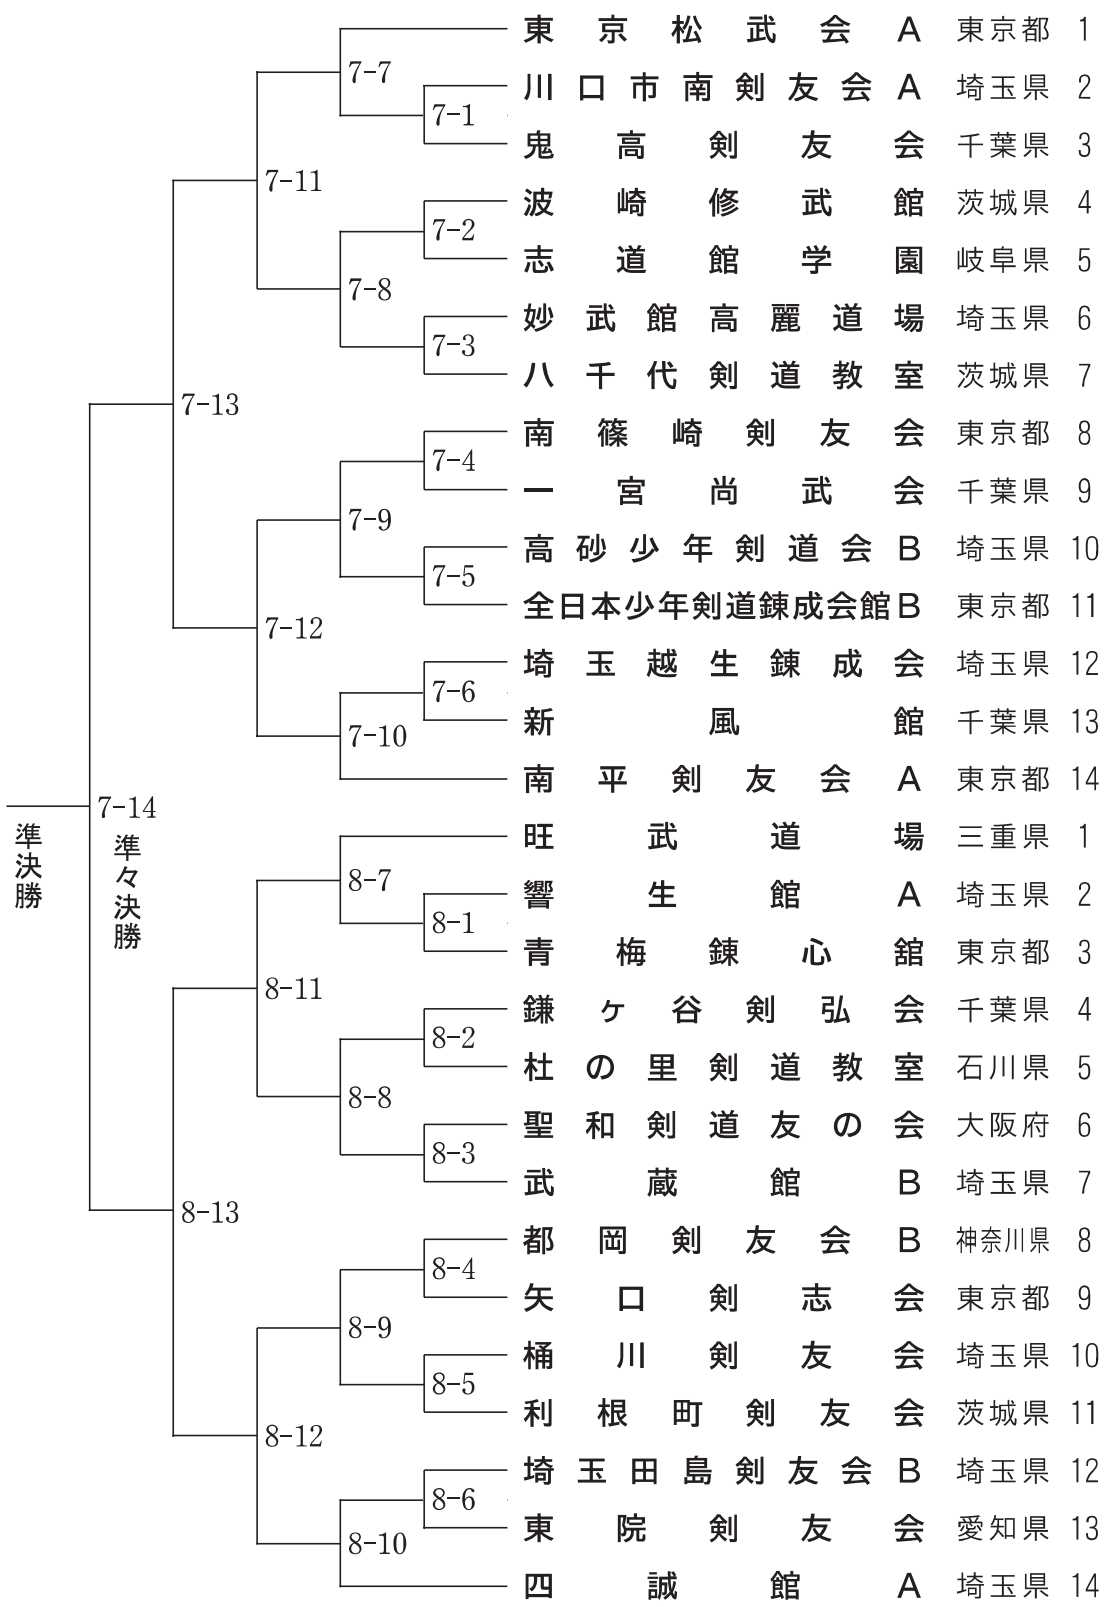 東京松武会A 東京都 1
7-7
川口市南剣友会A 埼玉県 2
7-1
鬼高剣友会 千葉県 3
7-11
波崎修武館 茨城県 4
7-2
志道館学園 岐阜県 5
7-8
妙武館高麗道場 埼玉県 6
7-3
八千代剣道教室 茨城県 7
7-13
南篠崎剣友会 東京都 8
7-4
一宮尚武会 千葉県 9
7-9
高砂少年剣道会B 埼玉県 10
7-5
全日本少年剣道錬成会館B 東京都 11
7-12
埼玉越生錬成会 埼玉県 12
7-6
新風館 千葉県 13
7-10
南平剣友会A 東京都 14
7-14
準決勝
準々決勝
旺武道場 三重県 1
8-7
響生館A 埼玉県 2
8-1
青梅錬心舘 東京都 3
8-11
鎌ヶ谷剣弘会 千葉県 4
8-2
杜の里剣道教室 石川県 5
8-8
聖和剣道友の会 大阪府 6
8-3
武蔵館B 埼玉県 7
8-13
都岡剣友会B 神奈川県 8
8-4
矢口剣志会 東京都 9
8-9
桶川剣友会 埼玉県 10
8-5
利根町剣友会 茨城県 11
8-12
埼玉田島剣友会B 埼玉県 12
8-6
東院剣友会 愛知県 13
8-10
四誠館A 埼玉県 14